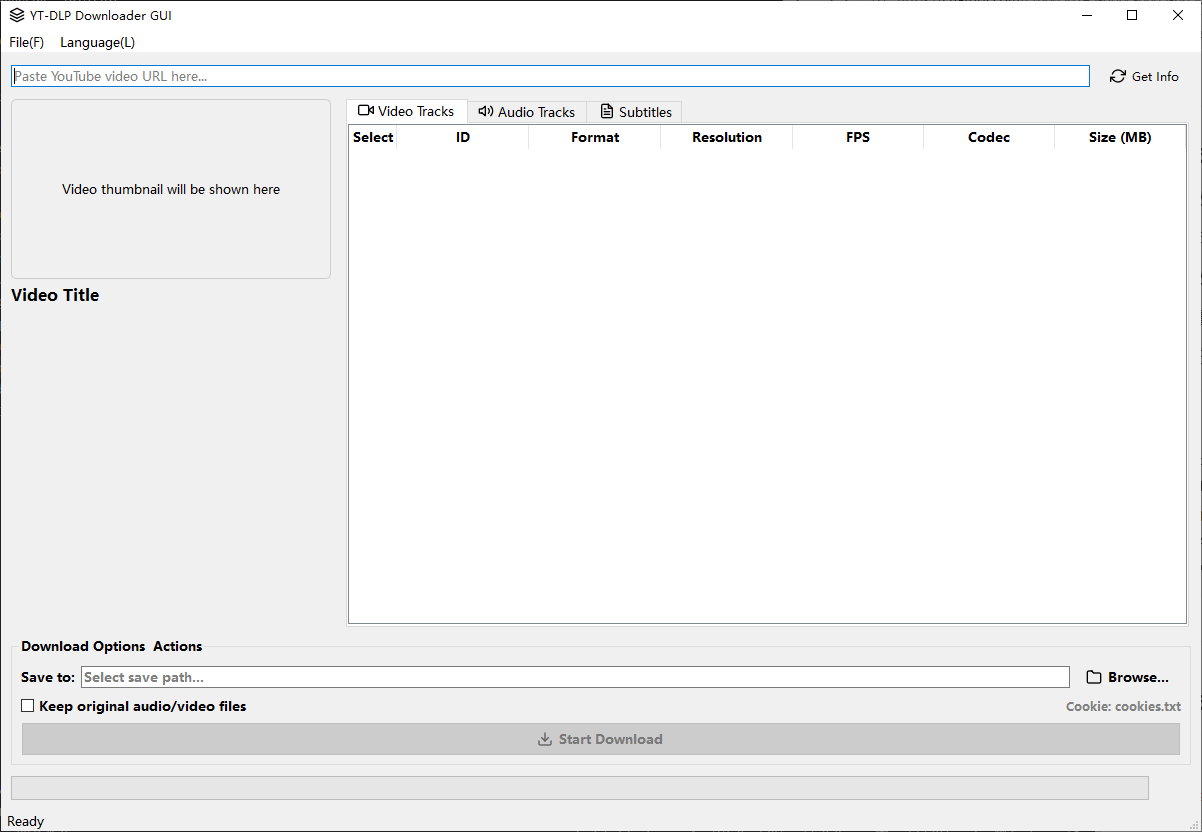 YT-DLP Downloader GUI
File(F) Language(L)
Paste YouTube video URL here...
Get Info
Video Tracks Audio Tracks Subtitles
Select ID Format Resolution FPS Codec Size (MB)
Video thumbnail will be shown here
Video Title
Download Options Actions
Save to: Select save path... Browse...
Keep original audio/video files Cookie: cookies.txt
Start Download
Ready